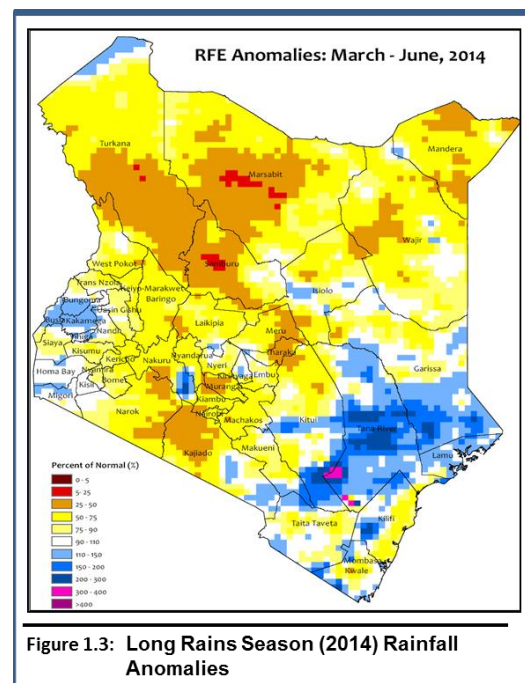 RFE Anomalies: March - June, 2014
Turkana
Mandera
Marsabit
Wajir
Samburu
West Pokot
Isiolo
Trans Nzoia
Keiyo-Marakwet
Bungoma
Uasin Gishu
Baringo
Busia
Kakamega
Laikipia
Meru
Nandi
Vihiga
Siaya
Tharaka
Kisumu
Nyandarua
Garissa
Kericho
Nakuru
Nyeri
Homa Bay
Nyamira
Kirinyaga
Embu
Kisii
Bomet
Muranga
Migori
Kiambu
Narok
Nairobi
Machakos
Kitui
Tana River
Lamu
Kajiado
Makueni
Kilifi
Taita Taveta
Mombasa
Kwale
Percent of Normal (%)
0 - 5
5-25
25 - 50
50 - 75
75 - 90
90 - 110
110 - 150
150 - 200
200 - 300
300 - 400
>400
Figure 1.3: Long Rains Season (2014) Rainfall
Anomalies